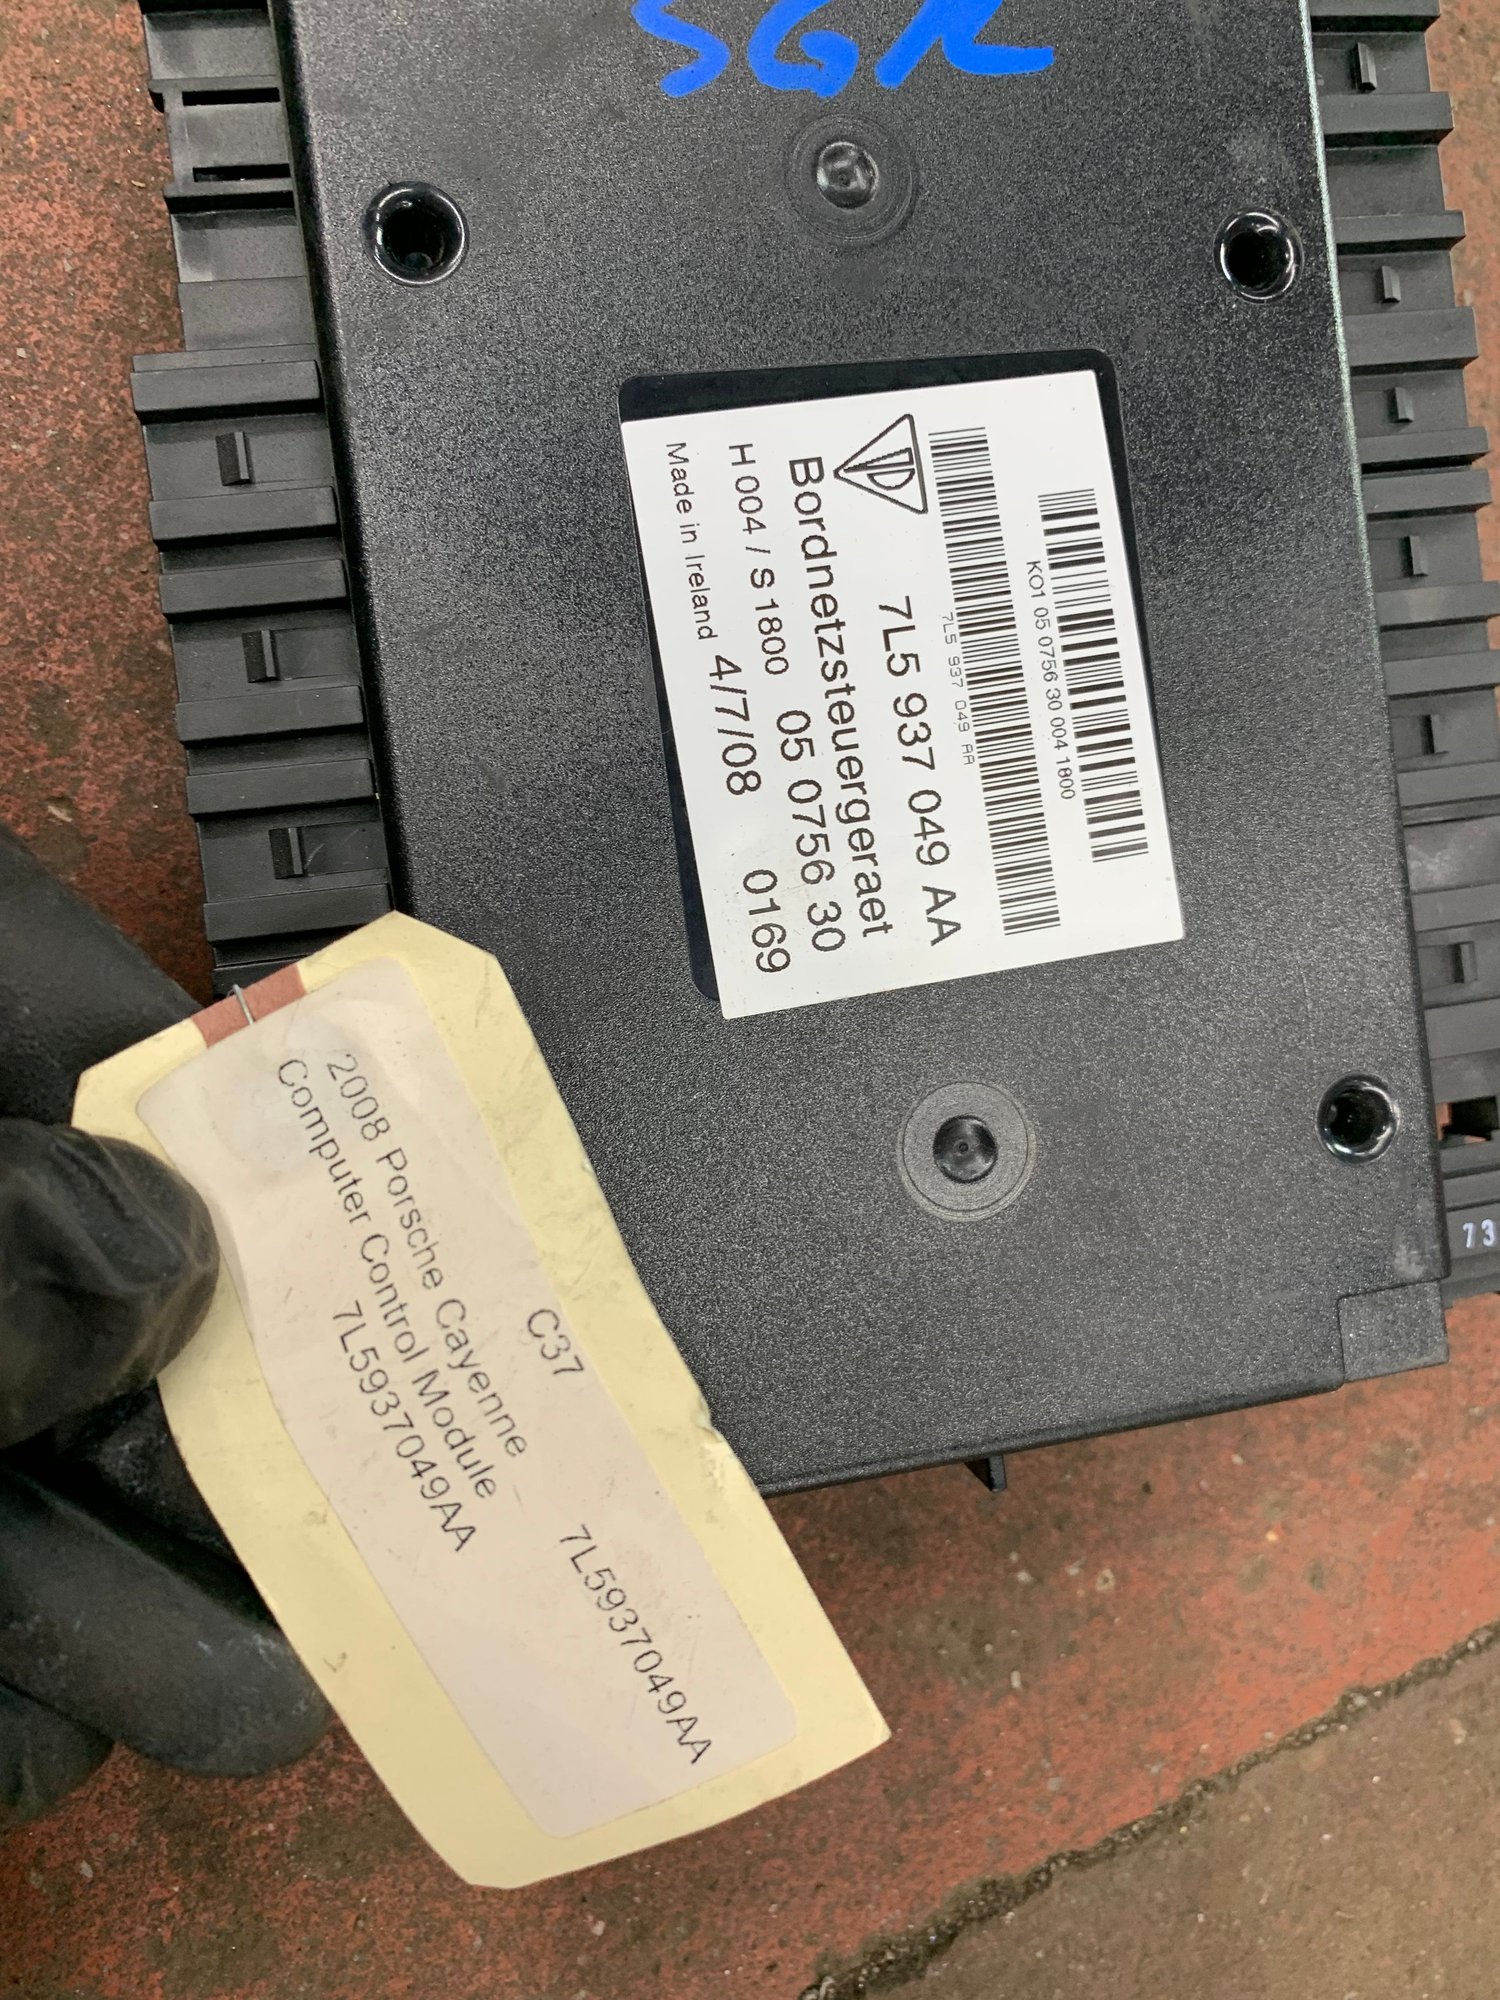 SGR
KO1 05 0756 30 004 1800
7L5 937 049 AA
7L5 937 049 AA
Bordnetzsteuergeraet
H 004 / S 1800 05 0756 30
Made in Ireland 4/7/08 0169
73
C37 7L5937049AA
2008 Porsche Cayenne
Computer Control Module
7L5937049AA